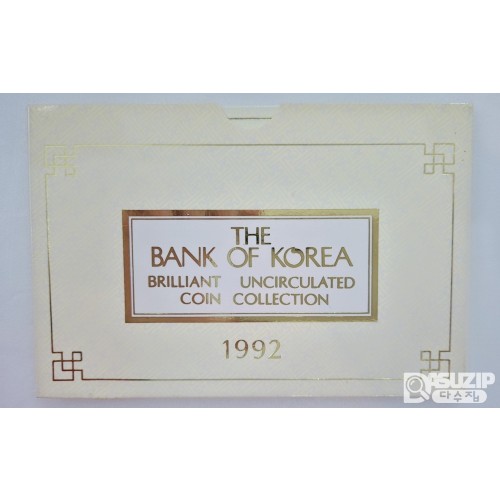 THE
BANK OF KOREA
BRILLIANT UNCIRCULATED
COIN COLLECTION
1992
DASUZIP
다수집